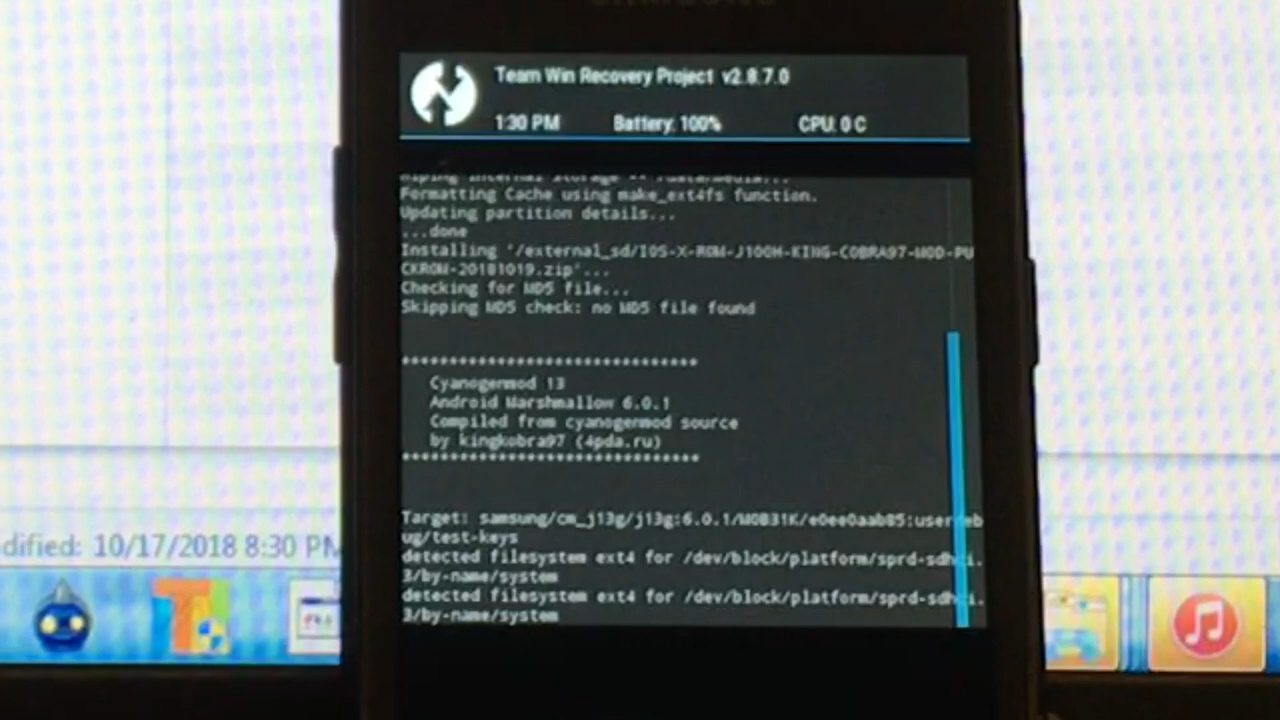 Team Win Recovery Project v2.8.7.0
1:30 PM Battery: 100% CPU: 0 C
Wiping internal storage -- /data/media...
Formatting Cache using make_ext4fs function.
Updating partition details...
...done
Installing '/external_sd/IOS-X-ROM-J100H-KING-COBRA97-MOD-PU
CKROM-20181019.zip'...
Checking for MD5 file...
Skipping MD5 check: no MD5 file found
*******************************
Cyanogenmod 13
Android Marshmallow 6.0.1
Compiled from cyanogenmod source
by kingkobra97 (4pda.ru)
*******************************
Target: samsung/cm_j13g/j13g:6.0.1/MOB31K/e0ee0aab85:userdeb
ug/test-keys
detected filesystem ext4 for /dev/block/platform/sprd-sdhci.
3/by-name/system
detected filesystem ext4 for /dev/block/platform/sprd-sdhci.
3/by-name/system
dified: 10/17/2018 8:30 PM